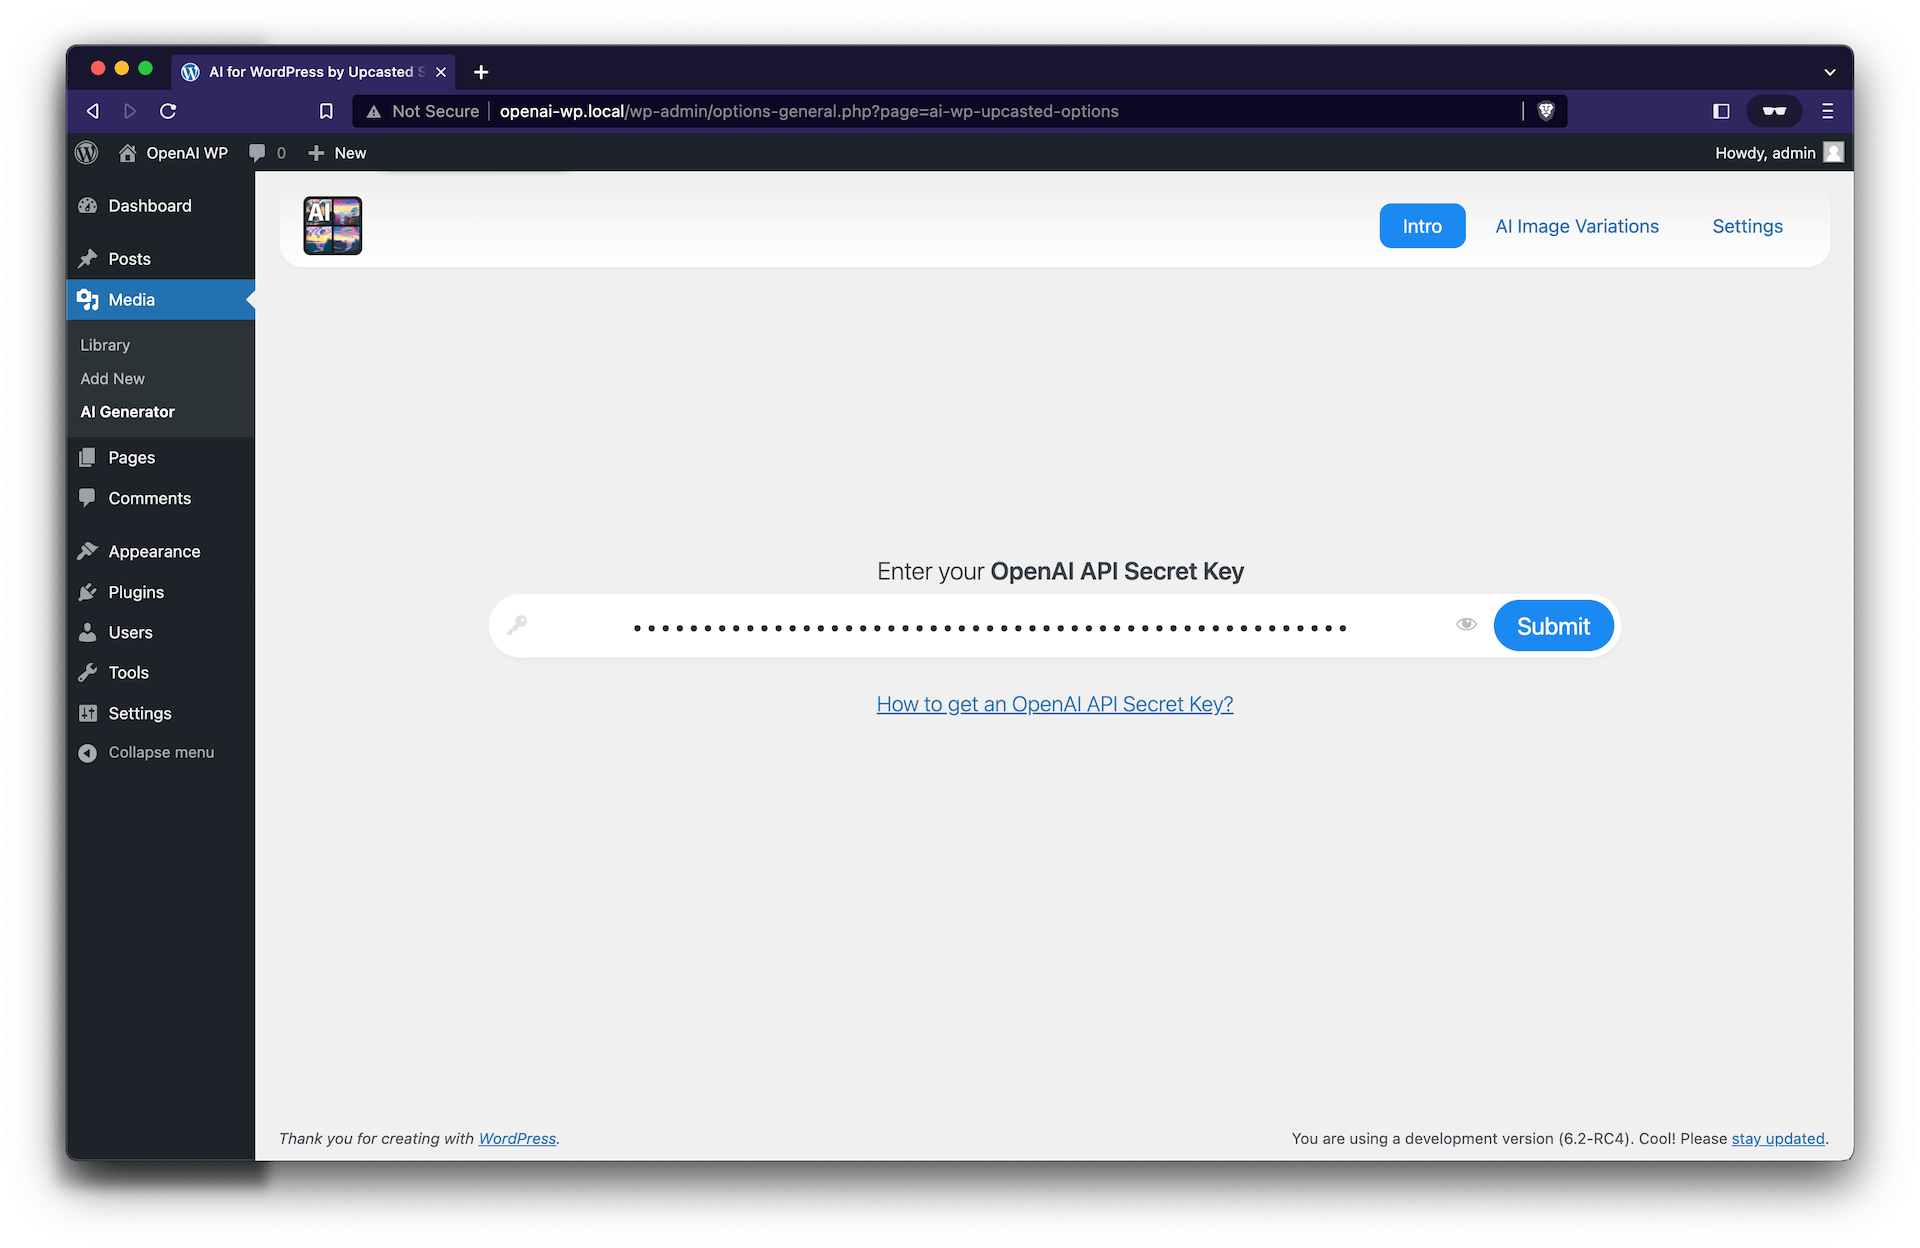 AI for WordPress by Upcasted S
Not Secure openai-wp.local/wp-admin/options-general.php?page=ai-wp-upcasted-options
OpenAI WP 0 New Howdy, admin
Dashboard
Posts
Media
Library
Add New
AI Generator
Pages
Comments
Appearance
Plugins
Users
Tools
Settings
Collapse menu
AI
Intro AI Image Variations Settings
Enter your OpenAI API Secret Key
Submit
How to get an OpenAI API Secret Key?
Thank you for creating with WordPress. You are using a development version (6.2-RC4). Cool! Please stay updated.